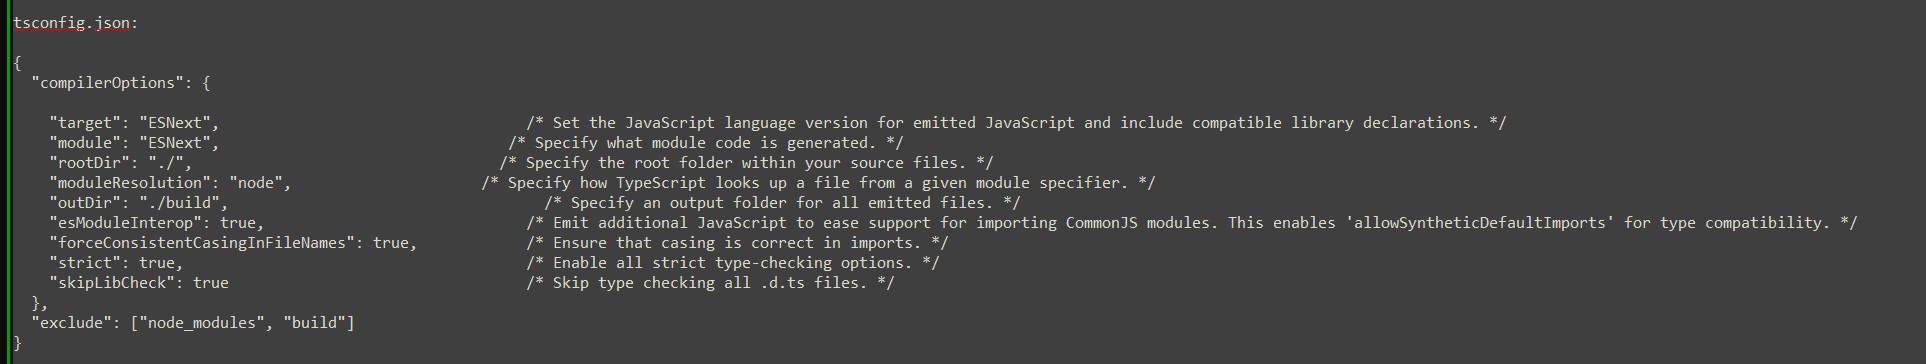 tsconfig.json:
{
"compilerOptions": {
"target": "ESNext", /* Set the JavaScript language version for emitted JavaScript and include compatible library declarations. */
"module": "ESNext", /* Specify what module code is generated. */
"rootDir": "./", /* Specify the root folder within your source files. */
"moduleResolution": "node", /* Specify how TypeScript looks up a file from a given module specifier. */
"outDir": "./build", /* Specify an output folder for all emitted files. */
"esModuleInterop": true, /* Emit additional JavaScript to ease support for importing CommonJS modules. This enables 'allowSyntheticDefaultImports' for type compatibility. */
"forceConsistentCasingInFileNames": true, /* Ensure that casing is correct in imports. */
"strict": true, /* Enable all strict type-checking options. */
"skipLibCheck": true /* Skip type checking all .d.ts files. */
},
"exclude": ["node_modules", "build"]
}